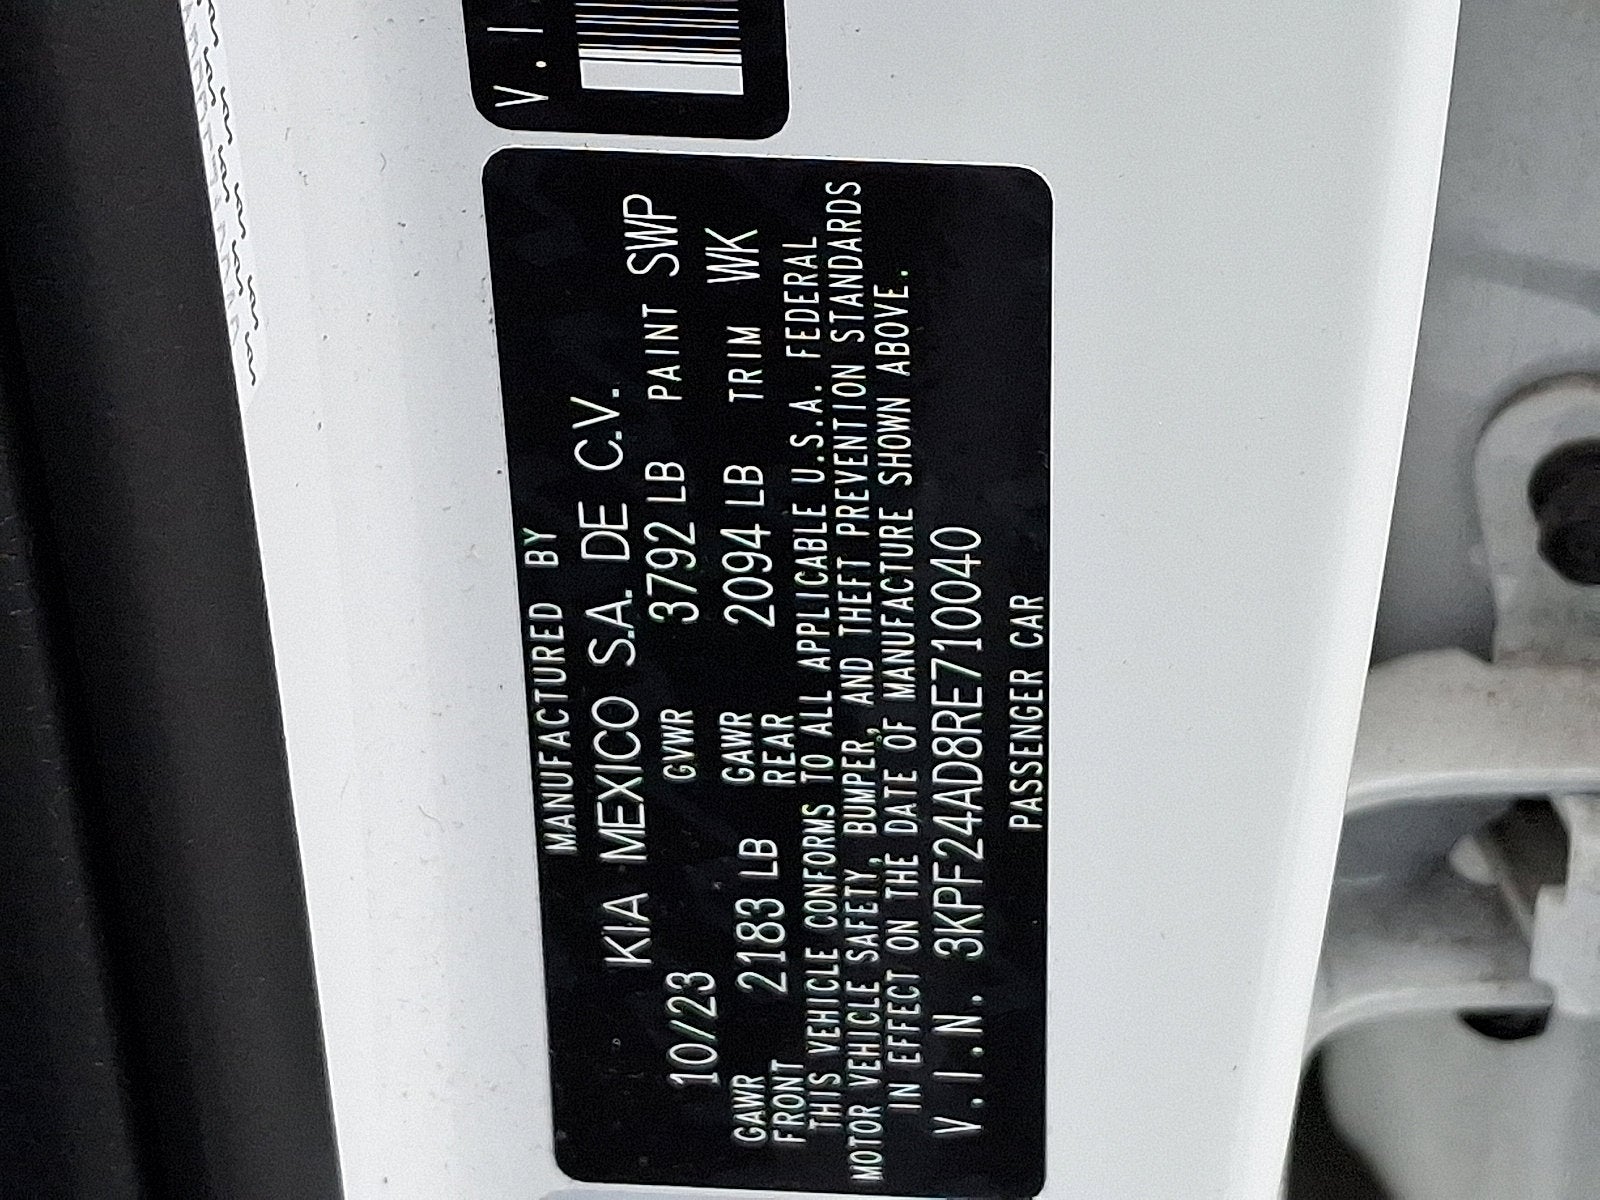 MANUFACTURED BY
KIA MEXICO S.A. DE C.V.
10/23 GVWR 3792 LB PAINT SWP
GAWR FRONT 2183 LB GAWR REAR 2094 LB TRIM WK
THIS VEHICLE CONFORMS TO ALL APPLICABLE U.S.A. FEDERAL
MOTOR VEHICLE SAFETY, BUMPER, AND THEFT PREVENTION STANDARDS
IN EFFECT ON THE DATE OF MANUFACTURE SHOWN ABOVE.
V.I.N. 3KPF24AD8RE710040
PASSENGER CAR
V.I